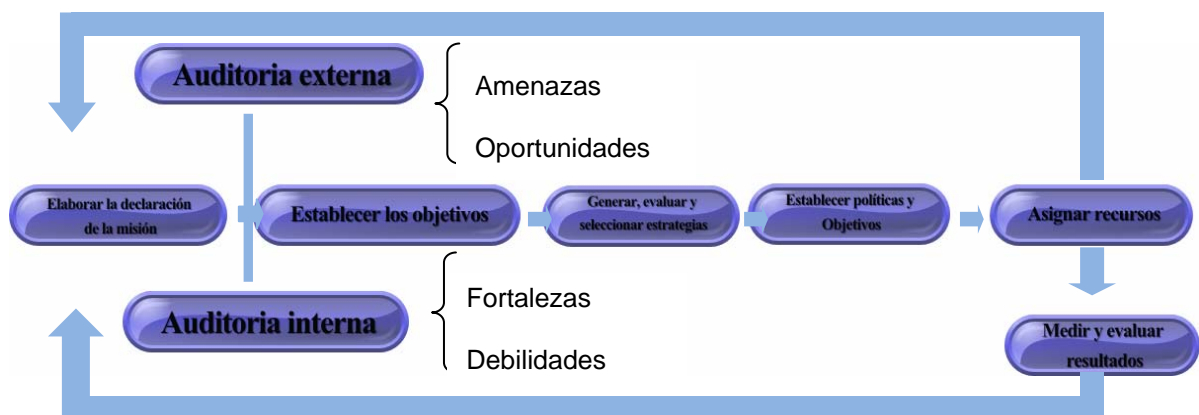 Auditoria externa
Amenazas
Oportunidades
Elaborar la declaración
de la misión
Establecer los objetivos
Generar, evaluar y
seleccionar estrategias
Establecer políticas y
Objetivos
Asignar recursos
Auditoria interna
Fortalezas
Debilidades
Medir y evaluar
resultados